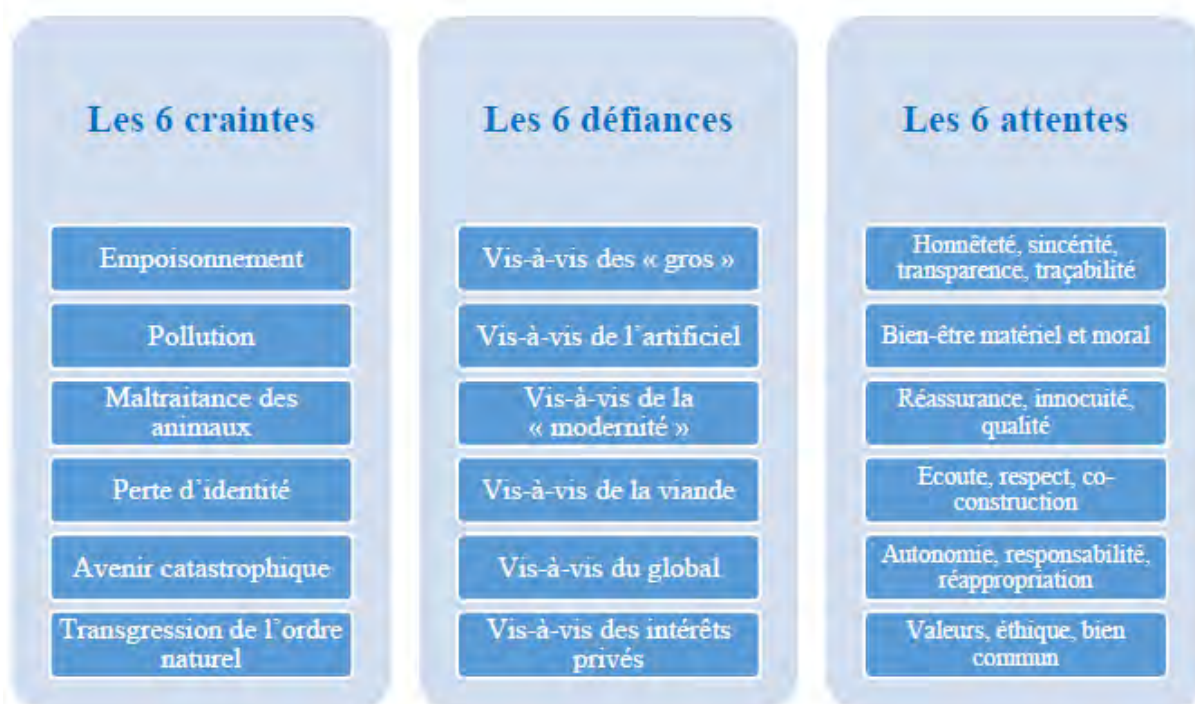 Les 6 craintes
Empoisonnement
Pollution
Maltraitance des
animaux
Perte d'identité
Avenir catastrophique
Transgression de l'ordre
naturel
Les 6 défiances
Vis-à-vis des « gros »
Vis-à-vis de l'artificiel
Vis-à-vis de la
« modernité »
Vis-à-vis de la viande
Vis-à-vis du global
Vis-à-vis des intérêts
privés
Les 6 attentes
Honnêteté, sincérité,
transparence, traçabilité
Bien-être matériel et moral
Réassurance, innocuité,
qualité
Ecoute, respect, co-
construction
Autonomie, responsabilité,
réappropriation
Valeurs, éthique, bien
commun